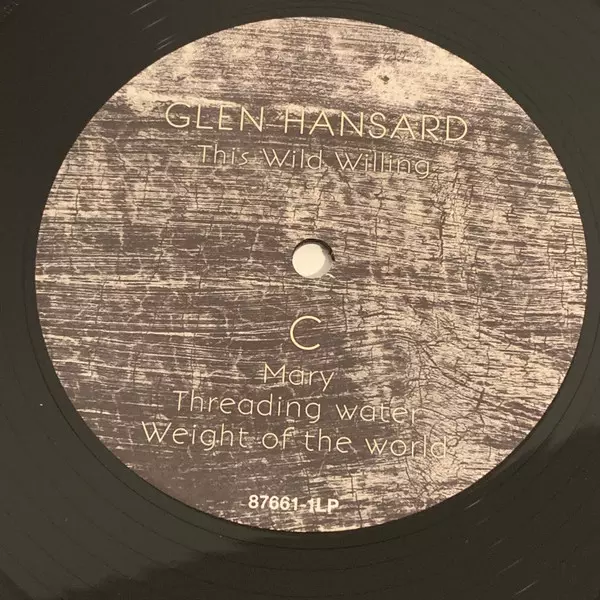 GLEN HANSARD
This Wild Willing
C
Mary
Threading water
Weight of the world
87661-1LP